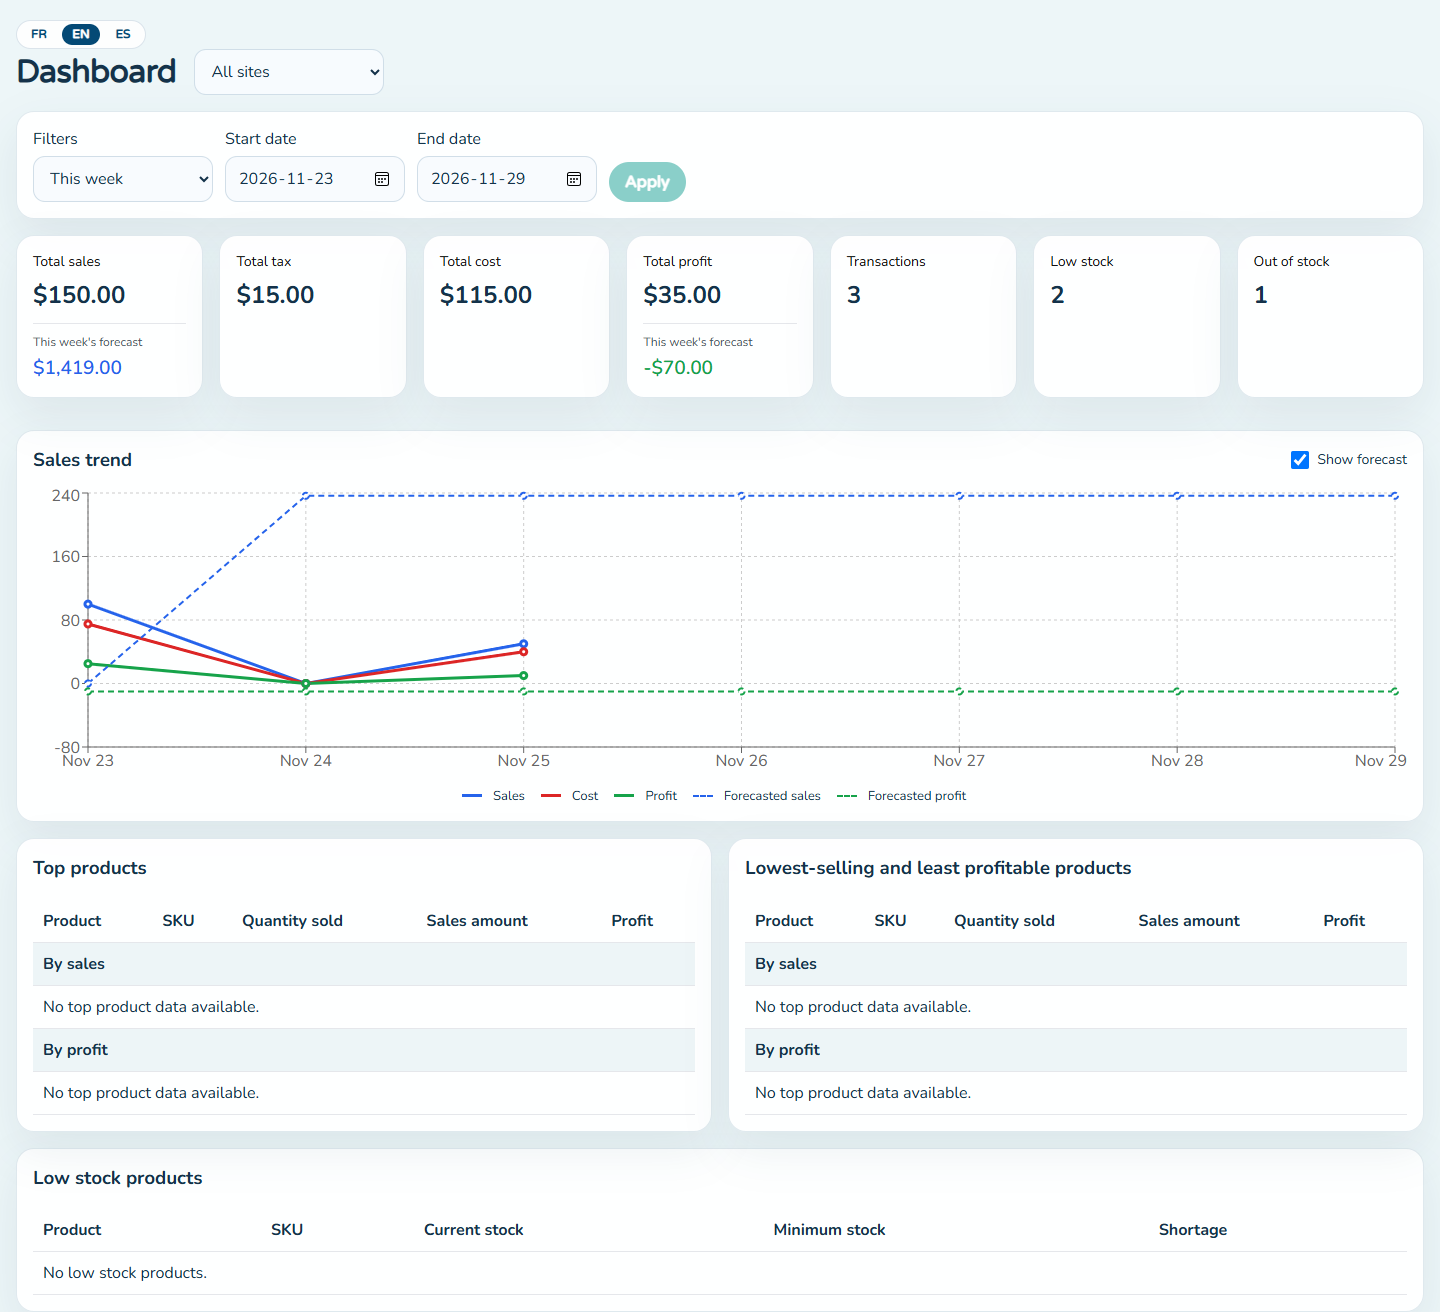 FR EN ES
Dashboard All sites
Filters Start date End date
This week 2026-11-23 2026-11-29 Apply
Total sales Total tax Total cost Total profit Transactions Low stock Out of stock
$150.00 $15.00 $115.00 $35.00 3 2 1
This week's forecast This week's forecast
$1,419.00 -$70.00
Sales trend Show forecast
240
160
80
0
-80
Nov 23 Nov 24 Nov 25 Nov 26 Nov 27 Nov 28 Nov 29
Sales Cost Profit Forecasted sales Forecasted profit
Top products
Product SKU Quantity sold Sales amount Profit
By sales
No top product data available.
By profit
No top product data available.
Lowest-selling and least profitable products
Product SKU Quantity sold Sales amount Profit
By sales
No top product data available.
By profit
No top product data available.
Low stock products
Product SKU Current stock Minimum stock Shortage
No low stock products.